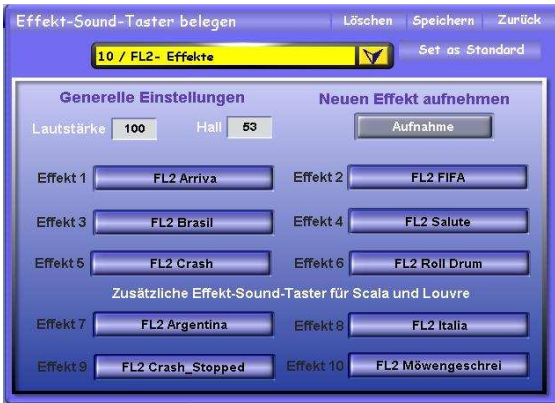 Effekt-Sound-Taster belegen Löschen Speichern Zurück
10 / FL2- Effekte Set as Standard
Generelle Einstellungen Neuen Effekt aufnehmen
Lautstärke 100 Hall 53 Aufnahme
Effekt 1 FL2 Arriva Effekt 2 FL2 FIFA
Effekt 3 FL2 Brasil Effekt 4 FL2 Salute
Effekt 5 FL2 Crash Effekt 6 FL2 Roll Drum
Zusätzliche Effekt-Sound-Taster für Scala und Louvre
Effekt 7 FL2 Argentina Effekt 8 FL2 Italia
Effekt 9 FL2 Crash_Stopped Effekt 10 FL2 Möwengeschrei